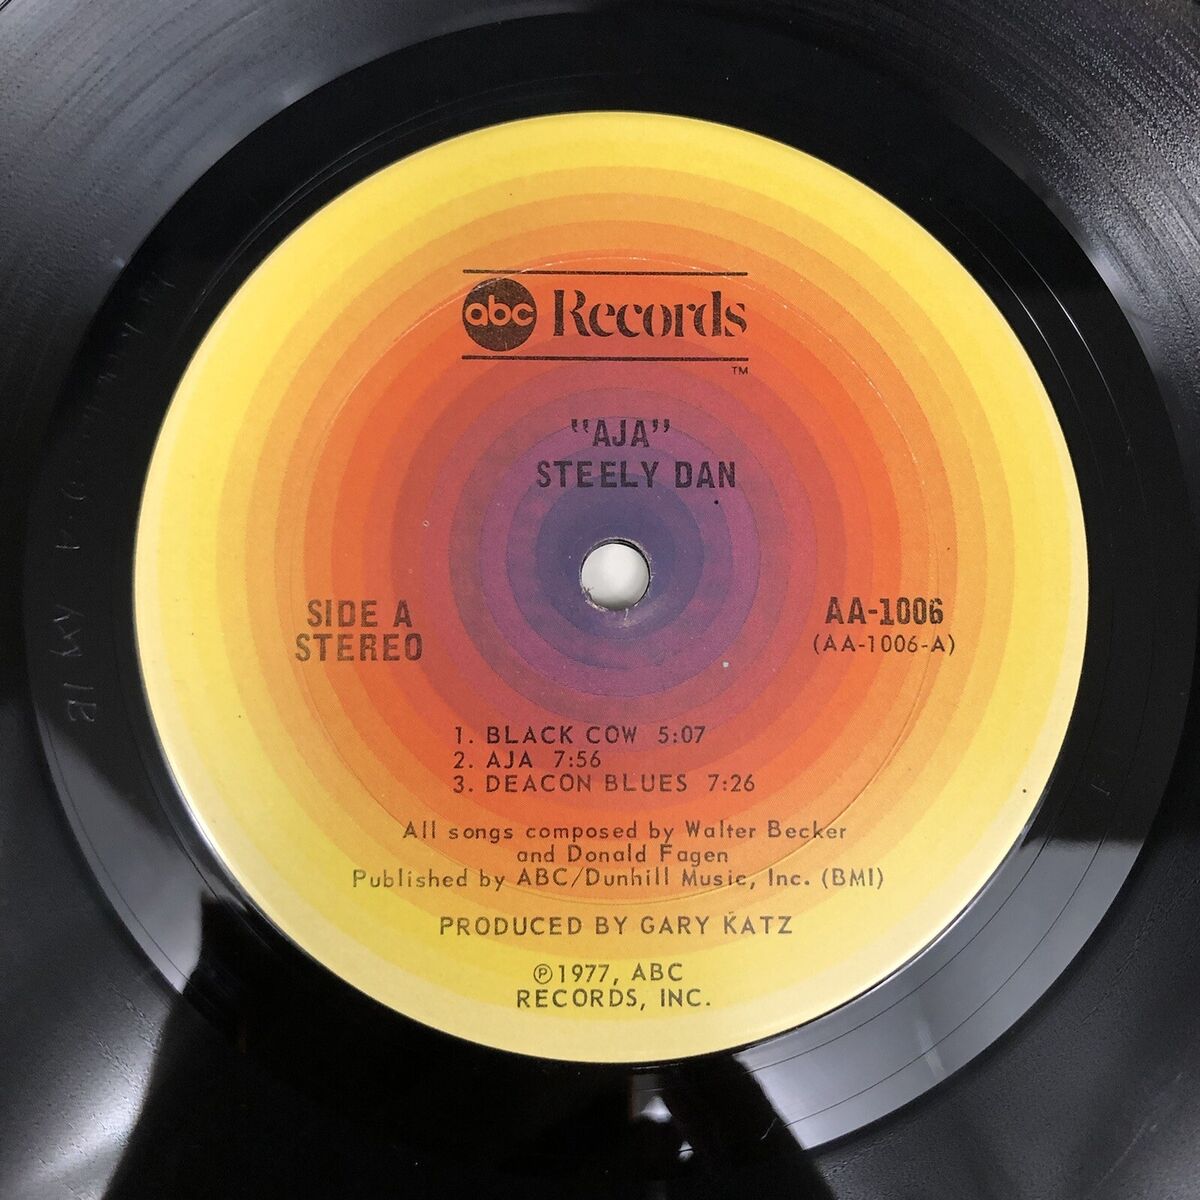 abc Records
TM
"AJA"
STEELY DAN
SIDE A
STEREO
AA-1006
(AA-1006-A)
1. BLACK COW 5:07
2. AJA 7:56
3. DEACON BLUES 7:26
All songs composed by Walter Becker
and Donald Fagen
Published by ABC/Dunhill Music, Inc. (BMI)
PRODUCED BY GARY KATZ
℗1977, ABC
RECORDS, INC.